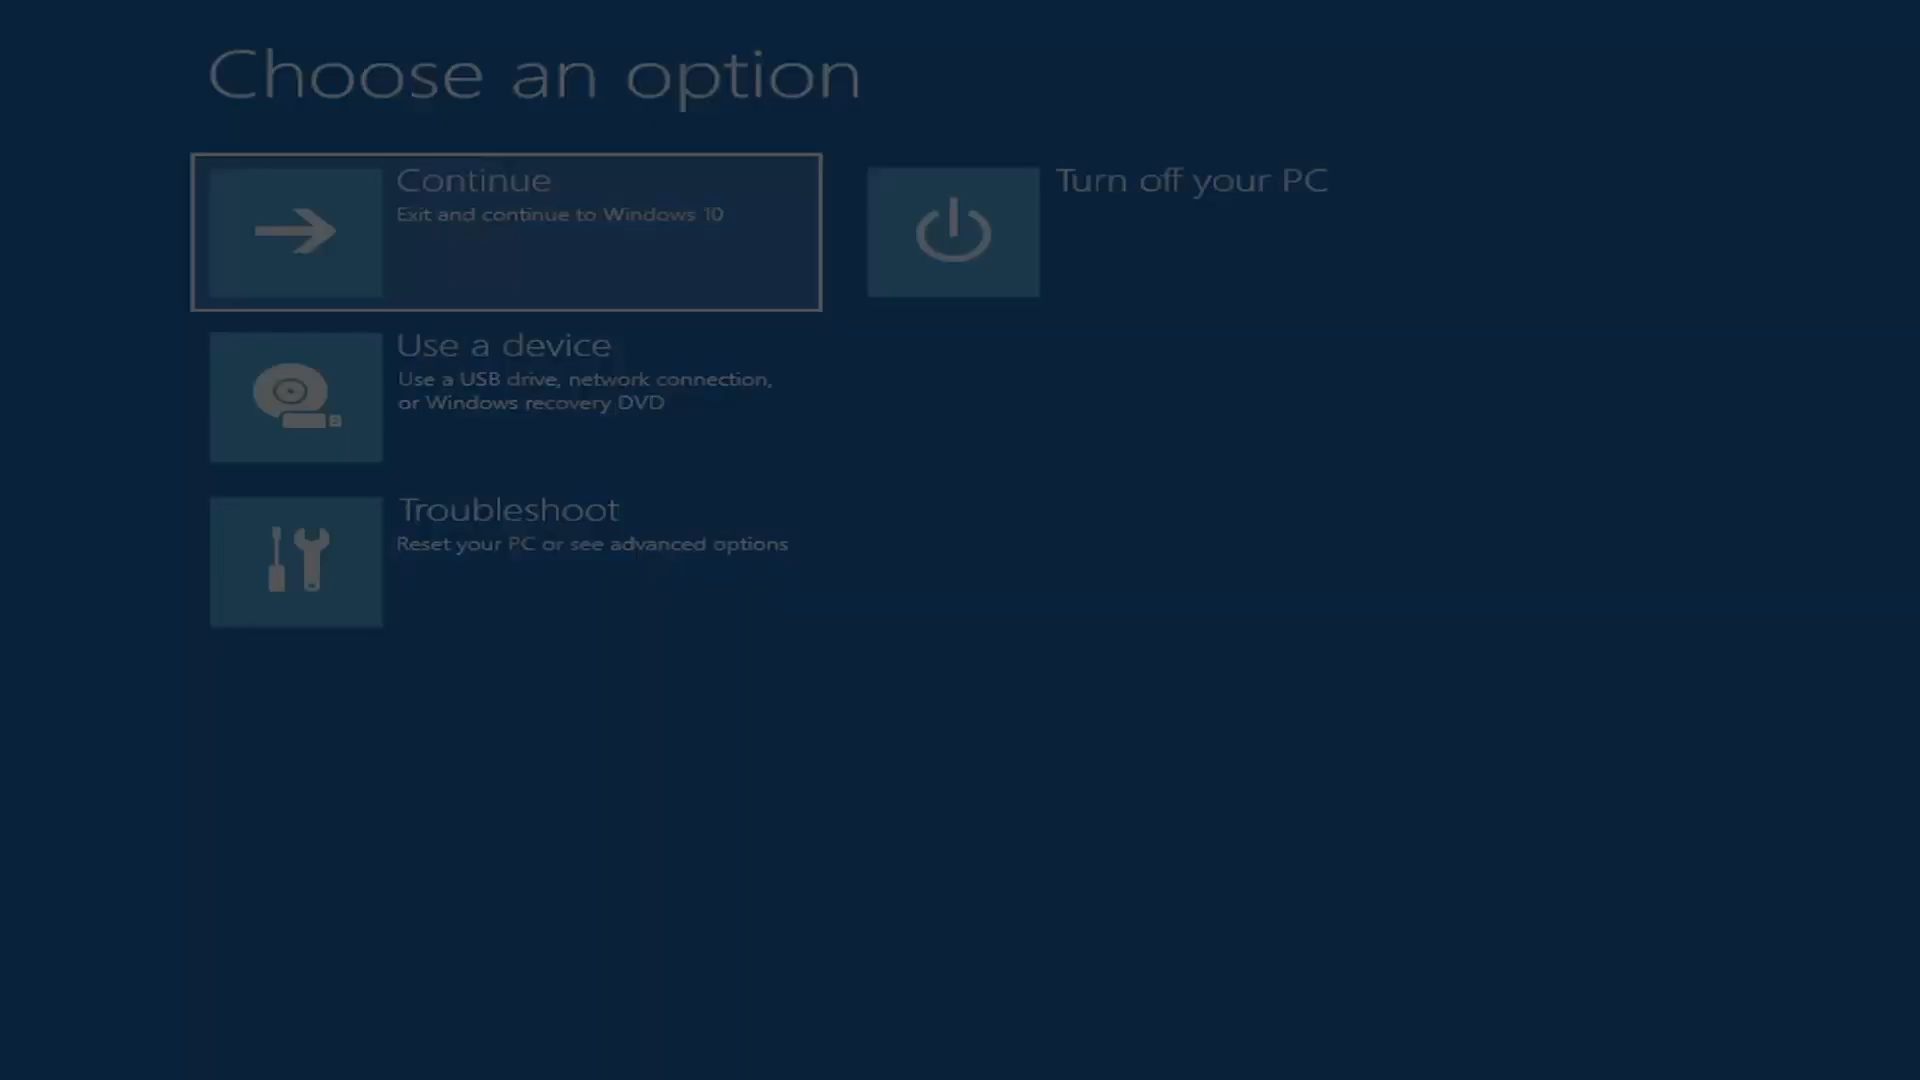 Choose an option
Continue
Exit and continue to Windows 10
Turn off your PC
Use a device
Use a USB drive, network connection,
or Windows recovery DVD
Troubleshoot
Reset your PC or see advanced options